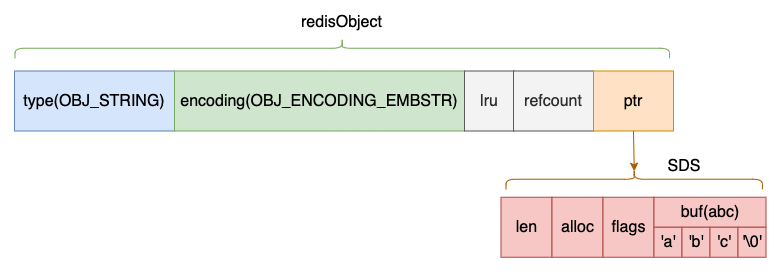 redisObject
type(OBJ_STRING) encoding(OBJ_ENCODING_EMBSTR) lru refcount ptr
SDS
len alloc flags buf(abc)
'a' 'b' 'c' '\0'